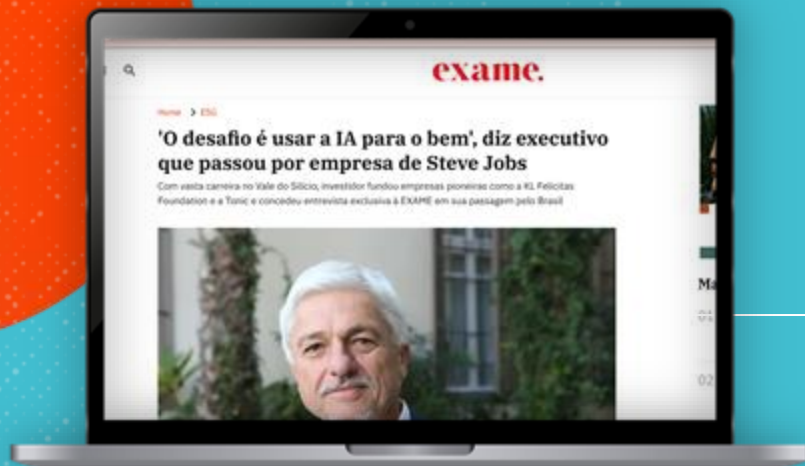 exame.
Home > ESG
'O desafio é usar a IA para o bem', diz executivo
que passou por empresa de Steve Jobs
Com vasta carreira no Vale do Silício, investidor fundou empresas pioneiras como a KL Felicitas
Foundation e a Tonic e concedeu entrevista exclusiva à EXAME em sua passagem pelo Brasil
Ma
01
02